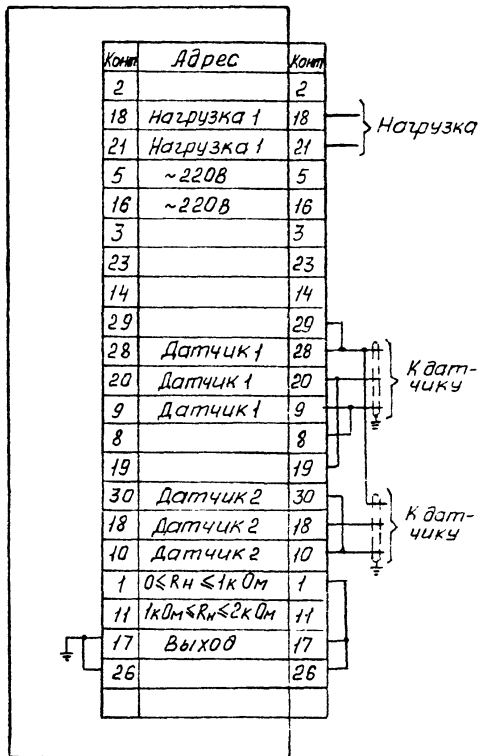 Конт Адрес Конт
2 2
18 Нагрузка 1 18
21 Нагрузка 1 21
Нагрузка
5 ~220В 5
16 ~220В 16
3 3
23 23
14 14
29 29
28 Датчик 1 28
20 Датчик 1 20
9 Датчик 1 9
К дат-
чику
8 8
19 19
30 Датчик 2 30
18 Датчик 2 18
10 Датчик 2 10
К дат-
чику
1 0≤Rн≤1кОм 1
11 1кОм≤Rн≤2кОм 11
17 Выход 17
26 26